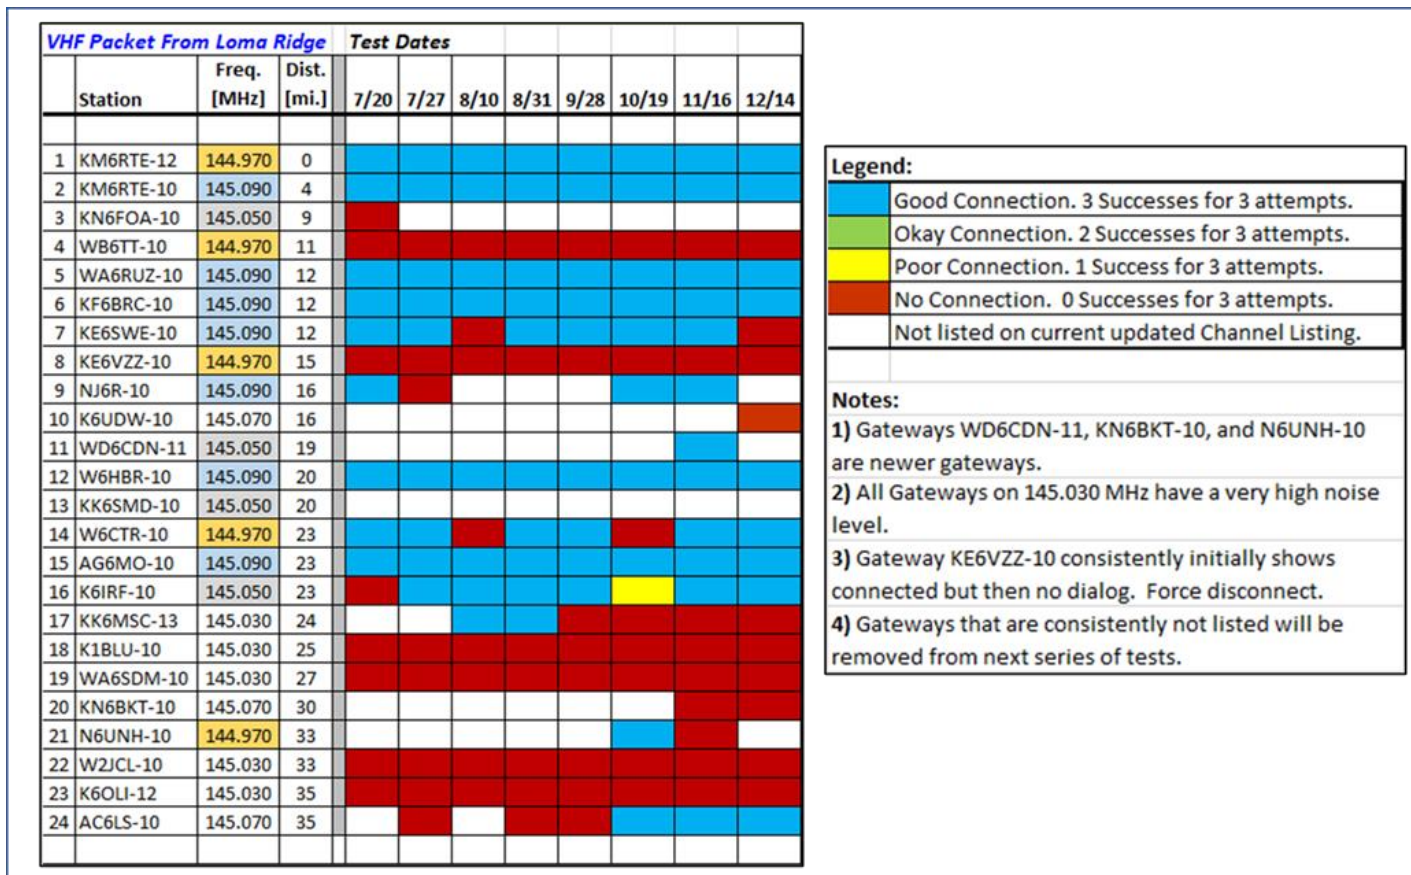 VHF Packet From Loma Ridge Test Dates
Freq. Dist.
Station [MHz] [mi.] 7/20 7/27 8/10 8/31 9/28 10/19 11/16 12/14
1 KM6RTE-12 144.970 0
2 KM6RTE-10 145.090 4
3 KN6FOA-10 145.050 9
4 WB6TT-10 144.970 11
5 WA6RUZ-10 145.090 12
6 KF6BRC-10 145.090 12
7 KE6SWE-10 145.090 12
8 KE6VZZ-10 144.970 15
9 NJ6R-10 145.090 16
10 K6UDW-10 145.070 16
11 WD6CDN-11 145.050 19
12 W6HBR-10 145.090 20
13 KK6SMD-10 145.050 20
14 W6CTR-10 144.970 23
15 AG6MO-10 145.090 23
16 K6IRF-10 145.050 23
17 KK6MSC-13 145.030 24
18 K1BLU-10 145.030 25
19 WA6SDM-10 145.030 27
20 KN6BKT-10 145.070 30
21 N6UNH-10 144.970 33
22 W2JCL-10 145.030 33
23 K6OLI-12 145.030 35
24 AC6LS-10 145.070 35
Legend:
Good Connection. 3 Successes for 3 attempts.
Okay Connection. 2 Successes for 3 attempts.
Poor Connection. 1 Success for 3 attempts.
No Connection. 0 Successes for 3 attempts.
Not listed on current updated Channel Listing.
Notes:
1) Gateways WD6CDN-11, KN6BKT-10, and N6UNH-10
are newer gateways.
2) All Gateways on 145.030 MHz have a very high noise
level.
3) Gateway KE6VZZ-10 consistently initially shows
connected but then no dialog. Force disconnect.
4) Gateways that are consistently not listed will be
removed from next series of tests.